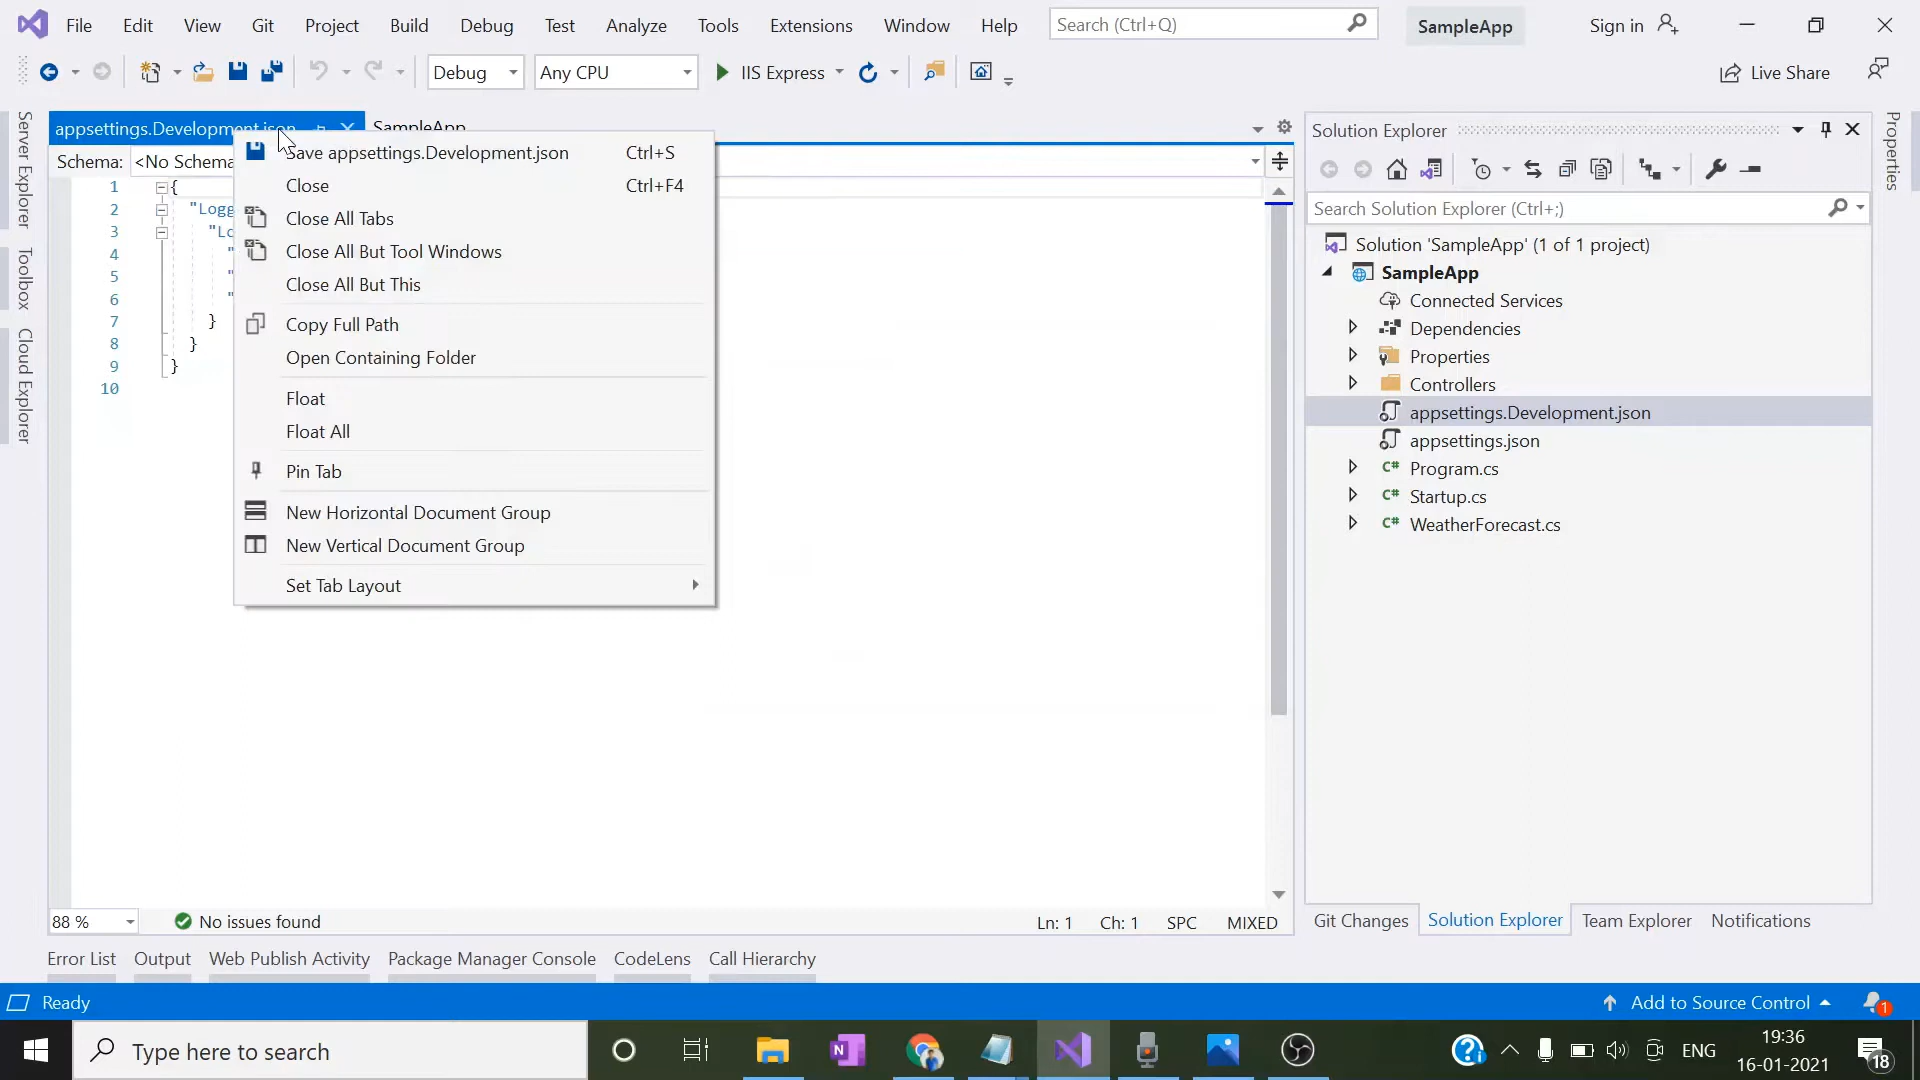 File Edit View Git Project Build Debug Test Analyze Tools Extensions Window Help Search (Ctrl+Q) SampleApp Sign in
Debug Any CPU IIS Express Live Share
appsettings.Development.json SampleApp
Schema: <No Schema
Save appsettings.Development.json Ctrl+S
Close Ctrl+F4
Close All Tabs
Close All But Tool Windows
Close All But This
Copy Full Path
Open Containing Folder
Float
Float All
Pin Tab
New Horizontal Document Group
New Vertical Document Group
Set Tab Layout
1 {
2 "Logg
3 "Lo
4 "
5 "
6 "
7 }
8 }
9 }
10
Server Explorer
Toolbox
Cloud Explorer
Solution Explorer
Search Solution Explorer (Ctrl+;)
Solution 'SampleApp' (1 of 1 project)
SampleApp
Connected Services
Dependencies
Properties
Controllers
appsettings.Development.json
appsettings.json
C# Program.cs
C# Startup.cs
C# WeatherForecast.cs
Properties
88 % No issues found Ln: 1 Ch: 1 SPC MIXED
Git Changes Solution Explorer Team Explorer Notifications
Error List Output Web Publish Activity Package Manager Console CodeLens Call Hierarchy
Ready Add to Source Control 1
Type here to search ENG 19:36
16-01-2021 18